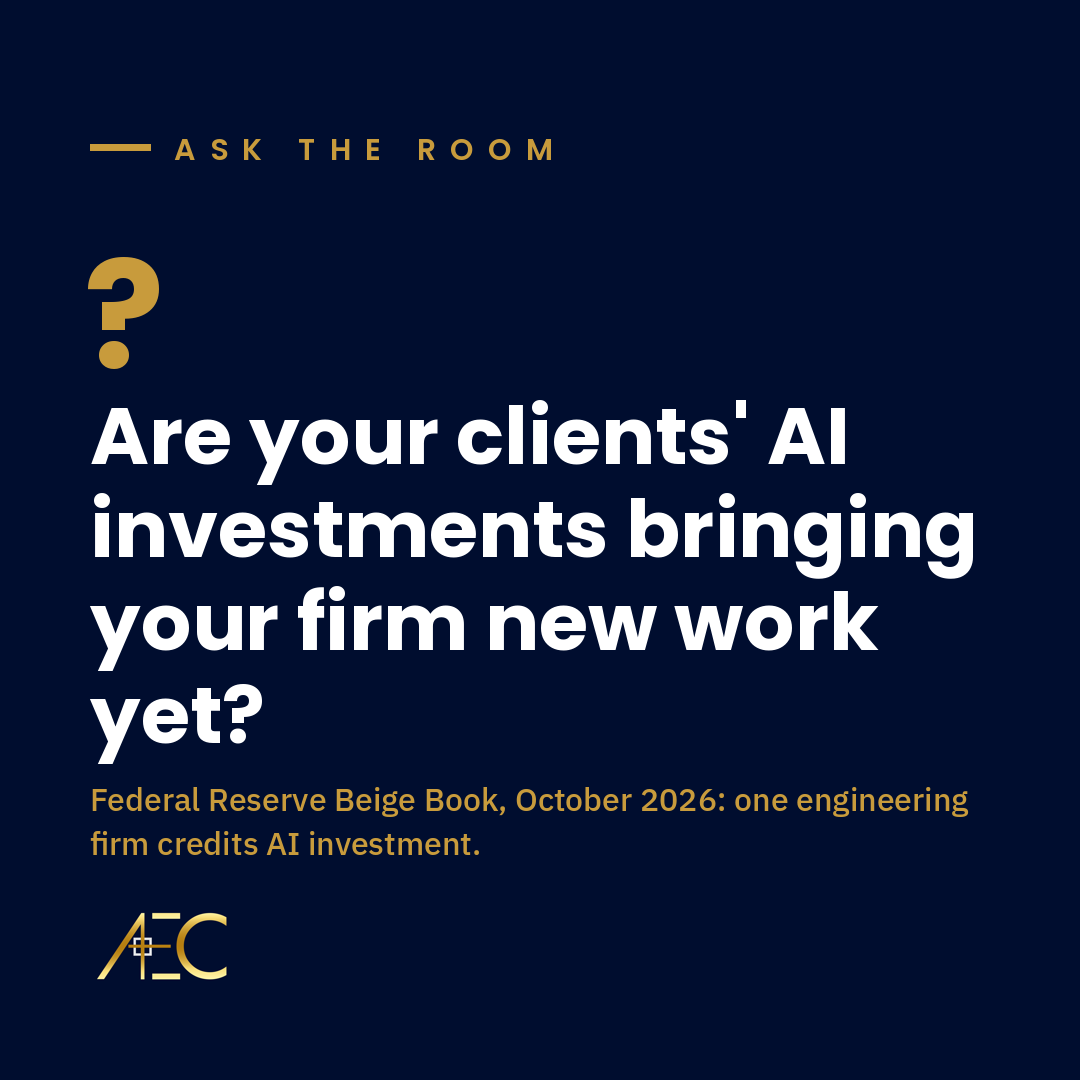 ASK THE ROOM
?
Are your clients' AI
investments bringing
your firm new work
yet?
Federal Reserve Beige Book, October 2026: one engineering
firm credits AI investment.
AEC